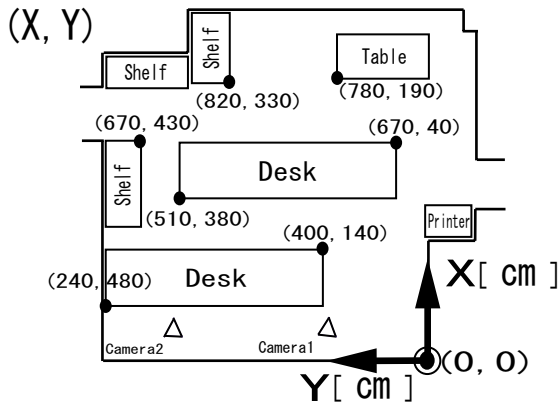 (X, Y)
Shelf
Shelf
Table
(820, 330)
(780, 190)
(670, 430)
(670, 40)
Shelf
Desk
(510, 380)
Printer
(400, 140)
(240, 480)
Desk
X[ cm ]
Camera2
Camera1
(0, 0)
Y[ cm ]